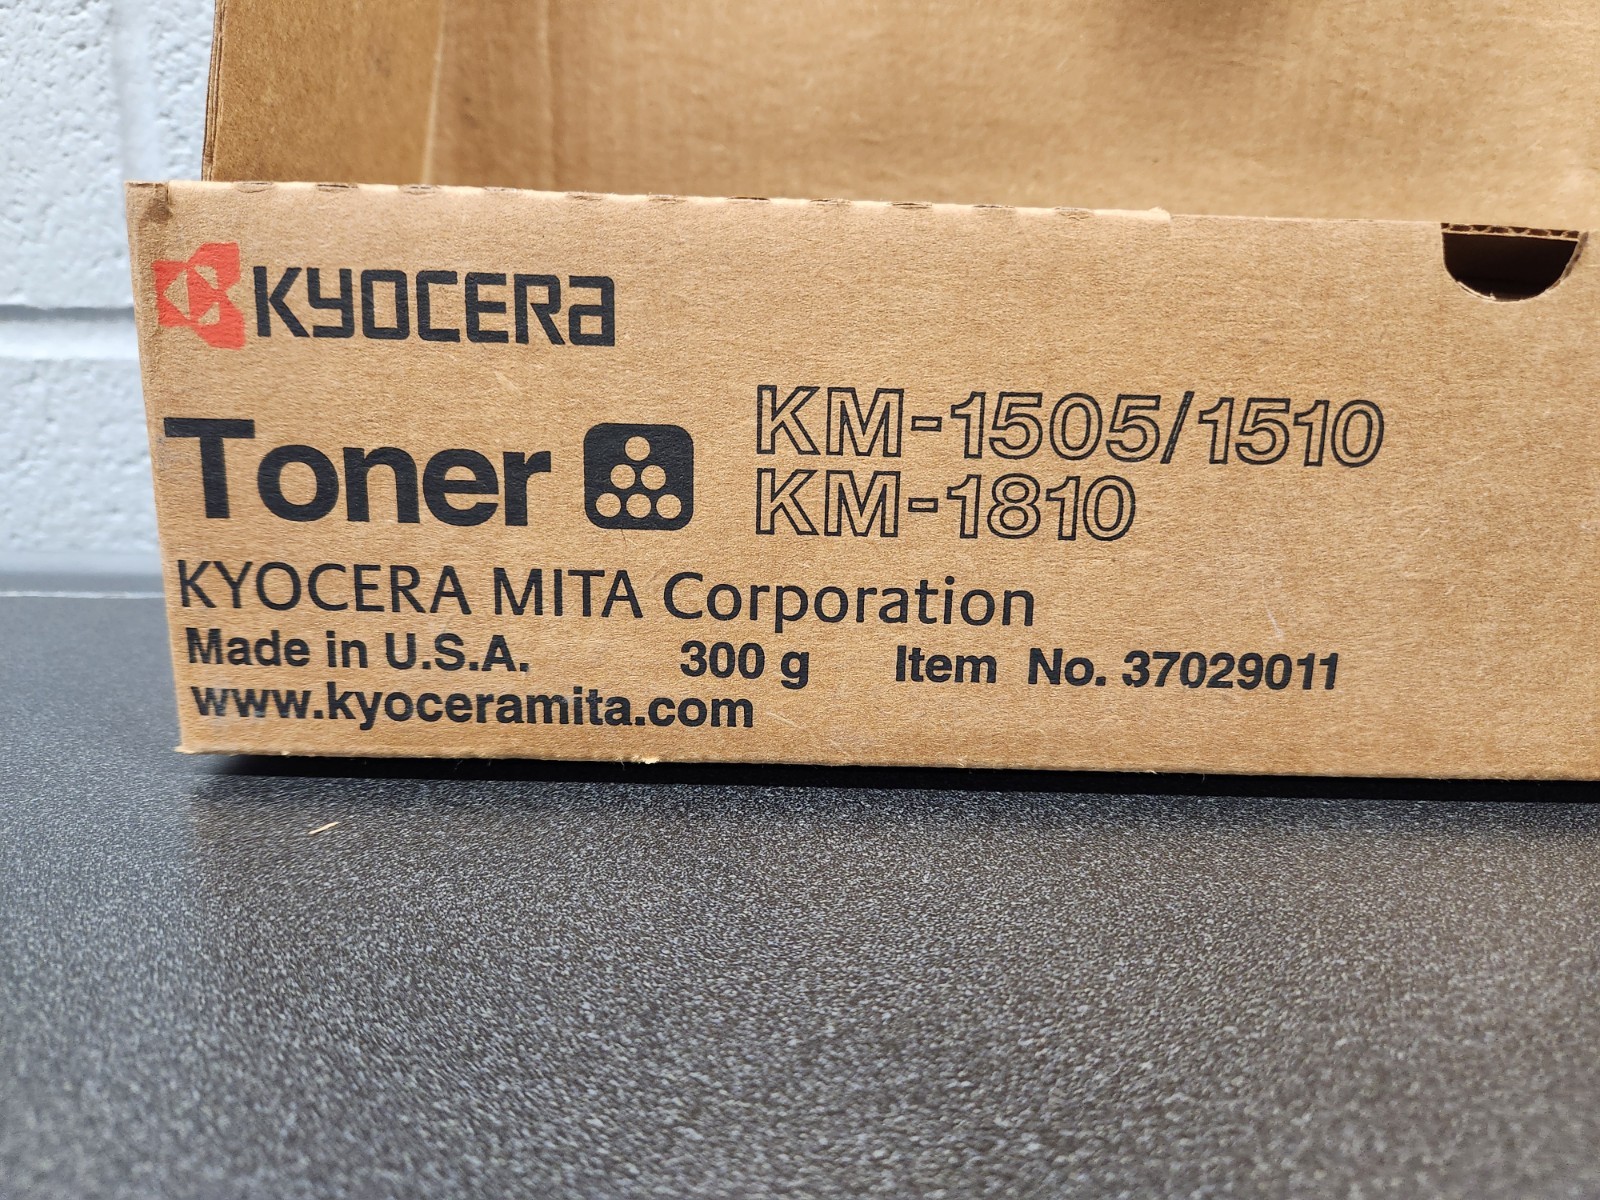 KYOCERA
Toner
KM-1505/1510
KM-1810
KYOCERA MITA Corporation
Made in U.S.A. 300 g Item No. 37029011
www.kyoceramita.com